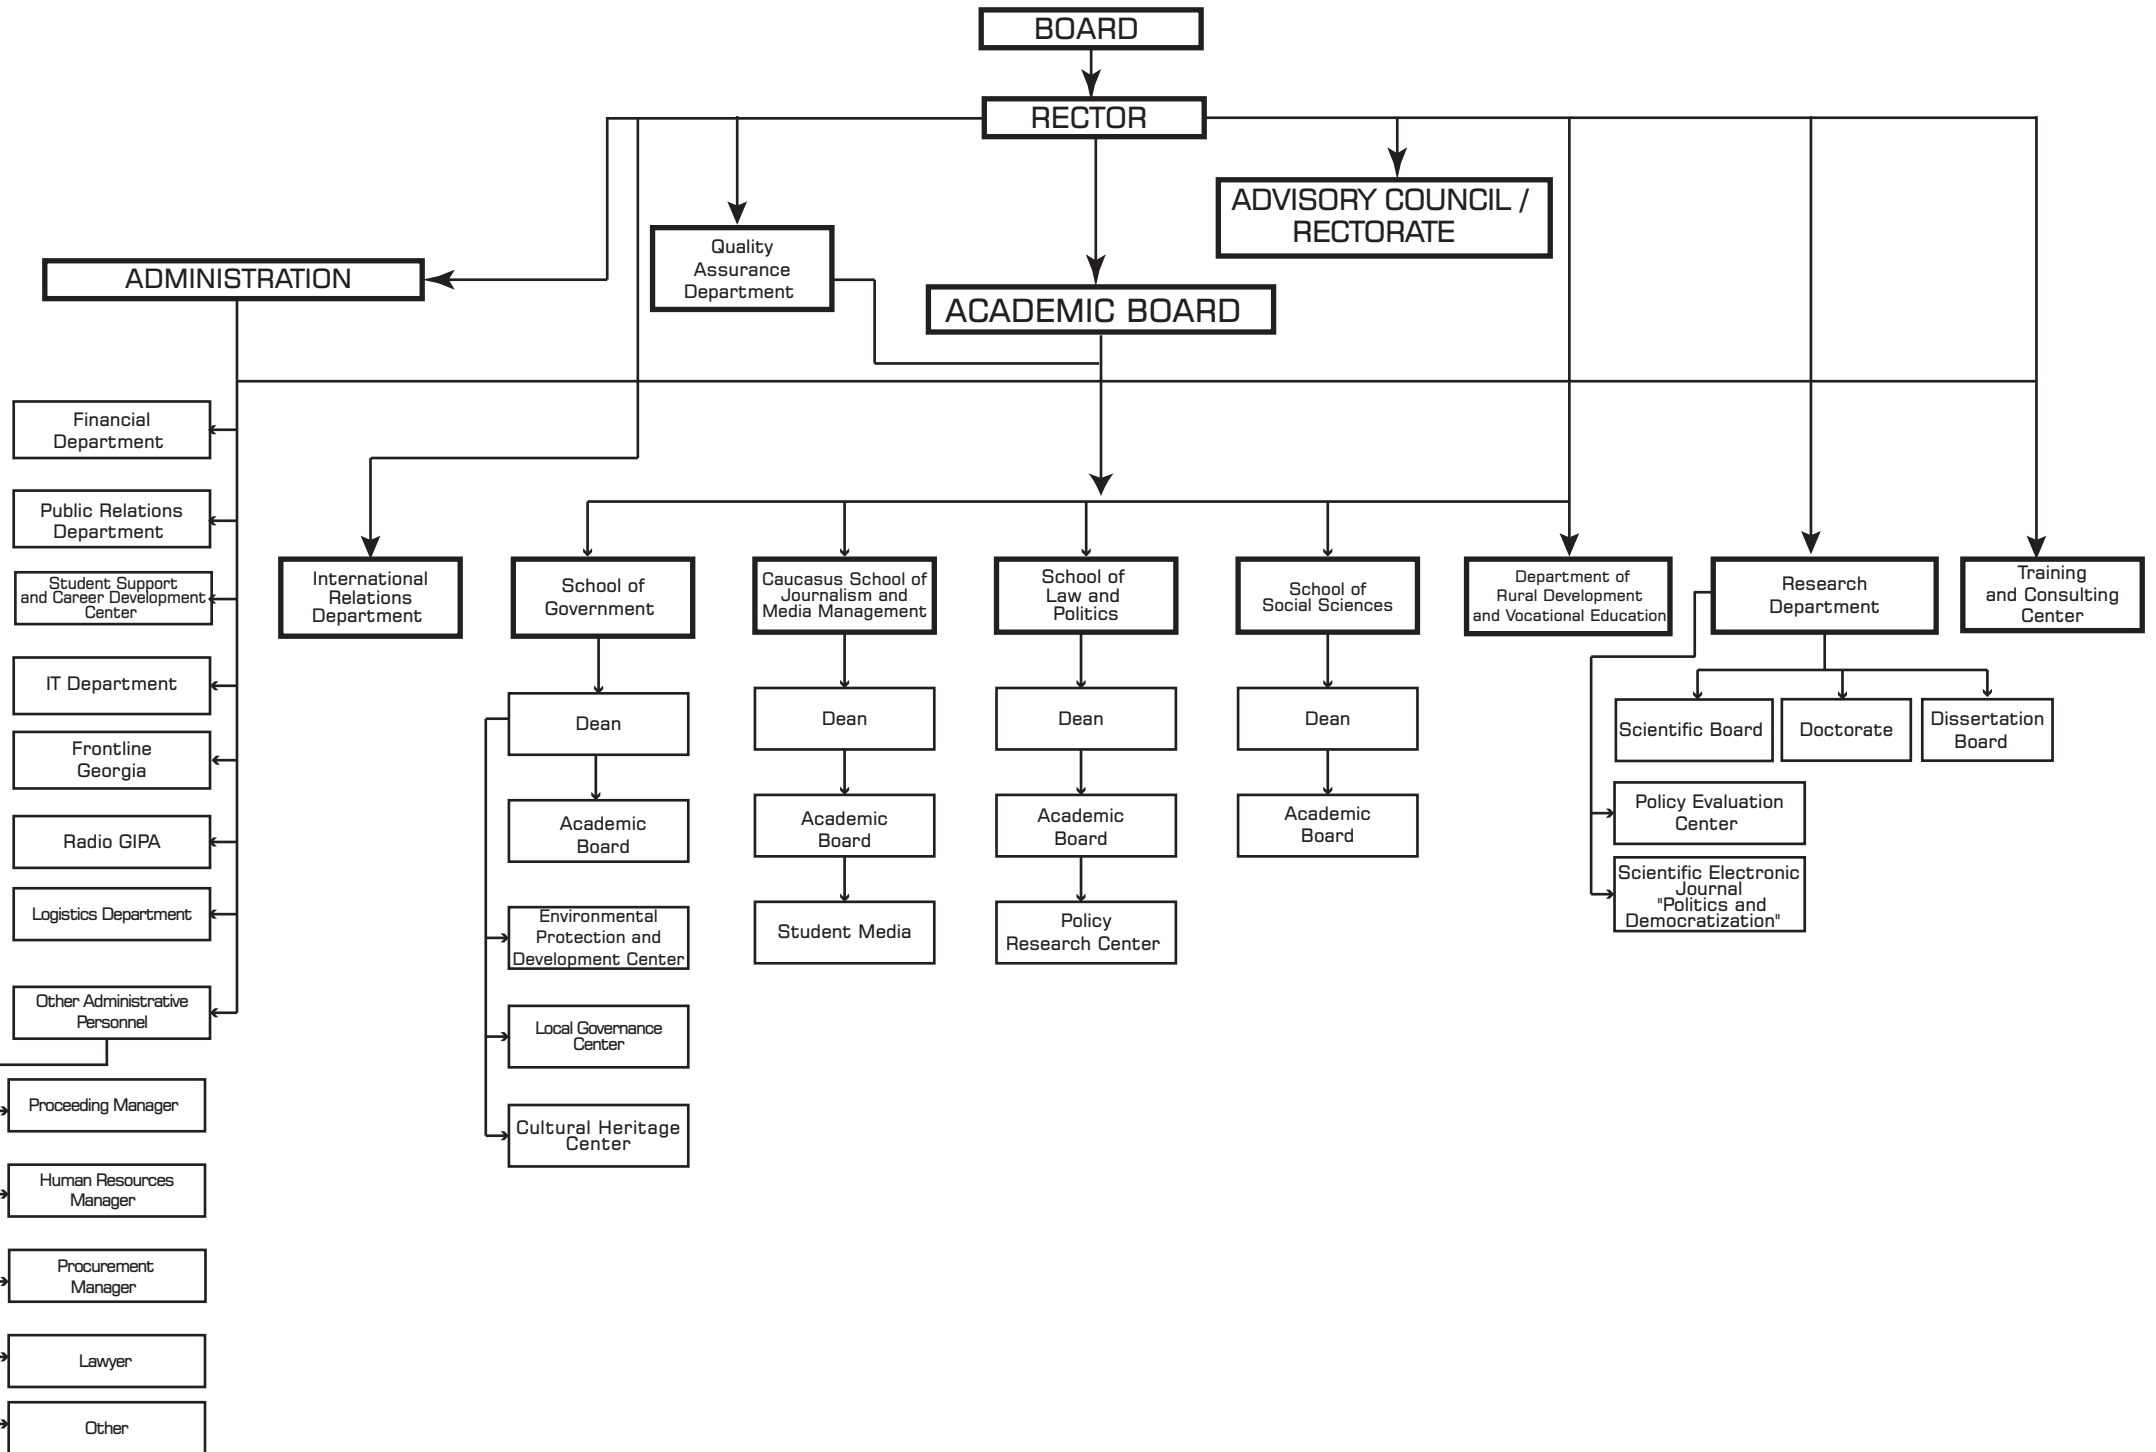 BOARD
RECTOR
ADVISORY COUNCIL /
RECTORATE
Quality
Assurance
Department
ADMINISTRATION
ACADEMIC BOARD
Financial
Department
Public Relations
Department
Student Support
and Career Development
Center
IT Department
Frontline
Georgia
Radio GIPA
Logistics Department
Other Administrative
Personnel
Proceeding Manager
Human Resources
Manager
Procurement
Manager
Lawyer
Other
International
Relations
Department
School of
Government
Dean
Academic
Board
Environmental
Protection and
Development Center
Local Governance
Center
Cultural Heritage
Center
Caucasus School of
Journalism and
Media Management
Dean
Academic
Board
Student Media
School of
Law and
Politics
Dean
Academic
Board
Policy
Research Center
School of
Social Sciences
Dean
Academic
Board
Department of
Rural Development
and Vocational Education
Research
Department
Scientific Board
Doctorate
Dissertation
Board
Policy Evaluation
Center
Scientific Electronic
Journal
"Politics and
Democratization"
Training
and Consulting
Center